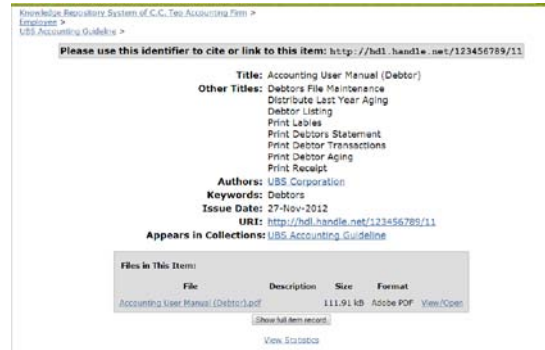 Knowledge Repository System of C.C. Teo Accounting Firm >
Employee >
UBS Accounting Guideline >
Please use this identifier to cite or link to this item: http://hdl.handle.net/123456789/11
Title: Accounting User Manual (Debtor)
Other Titles: Debtors File Maintenance
Distribute Last Year Aging
Debtor Listing
Print Lables
Print Debtors Statement
Print Debtor Transactions
Print Debtor Aging
Print Receipt
Authors: UBS Corporation
Keywords: Debtors
Issue Date: 27-Nov-2012
URI: http://hdl.handle.net/123456789/11
Appears in Collections: UBS Accounting Guideline
Files in This Item:
File Description Size Format
Accounting User Manual (Debtor).pdf 111.91 kB Adobe PDF View/Open
Show full item record
View Statistics